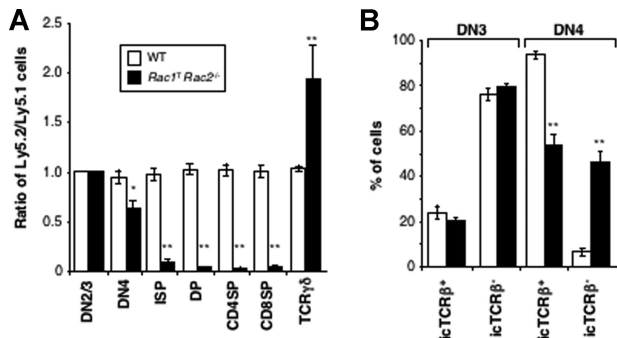 A
Ratio of Ly5.2/Ly5.1 cells
2.5
2.0
1.5
1.0
0.5
0
WT
Rac1ᵀ Rac2⁻/⁻
*
**
**
**
**
**
DN2/3
DN4
ISP
DP
CD4SP
CD8SP
TCRγδ
B
DN3
DN4
% of cells
100
80
60
40
20
0
**
**
icTCRβ⁺
icTCRβ⁻
icTCRβ⁺
icTCRβ⁻